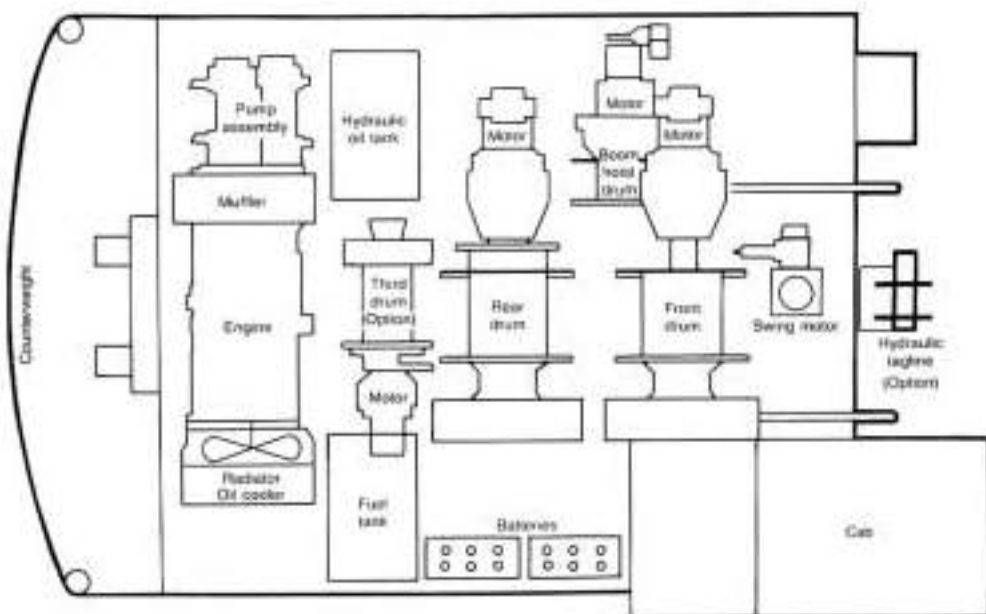 Counterweight
Pump
assembly
Muffler
Engine
Radiator
Oil cooler
Hydraulic
oil tank
Third
drum
(Option)
Motor
Fuel
tank
Motor
Rear
drum
Batteries
Motor
Boom
hoist
drum
Motor
Front
drum
Swing motor
Hydraulic
tagline
(Option)
Cab